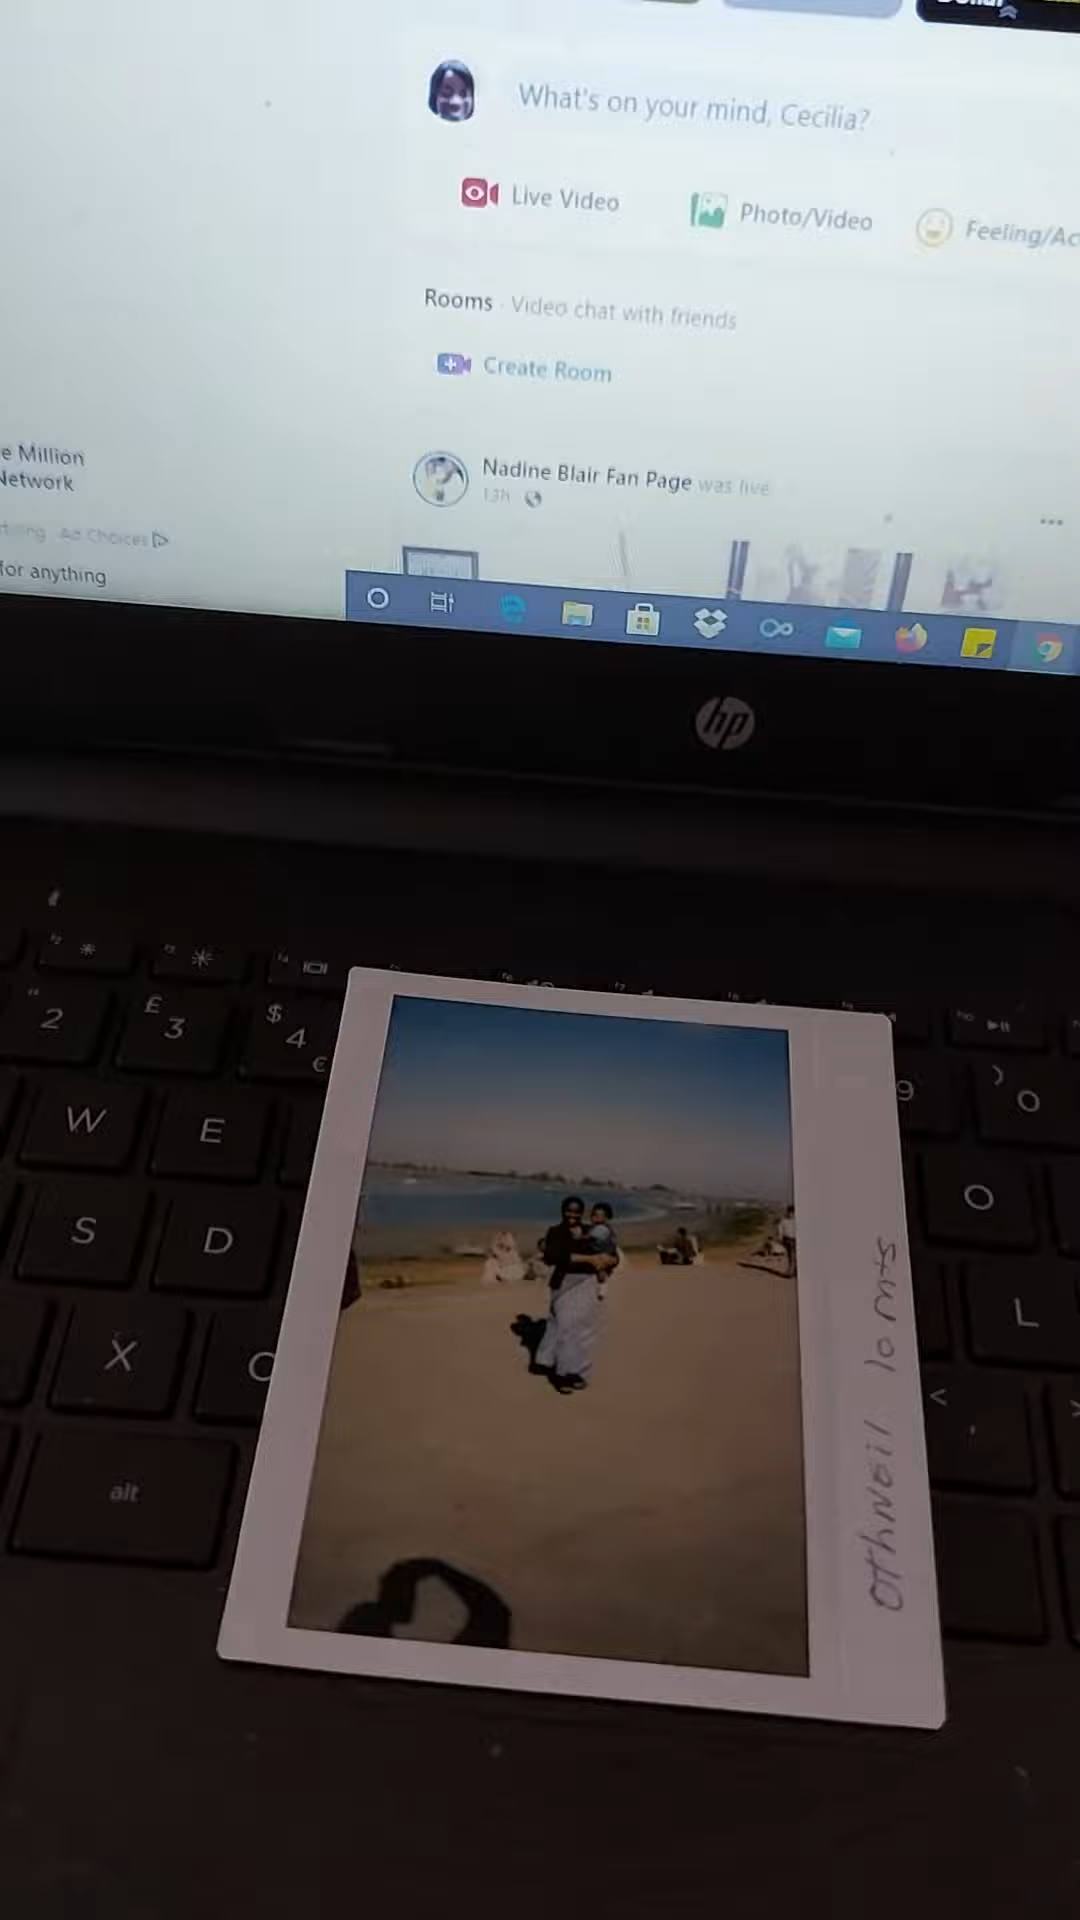 What's on your mind, Cecilia?
Live Video
Photo/Video
Feeling/Ac
Rooms · Video chat with friends
Create Room
e Million
Network
Nadine Blair Fan Page was live
13h
Ad Choices
for anything
hp
2
£
3
$
4
€
9
)
O
W
E
O
S
D
L
X
C
<
alt
Othneil 10 mts